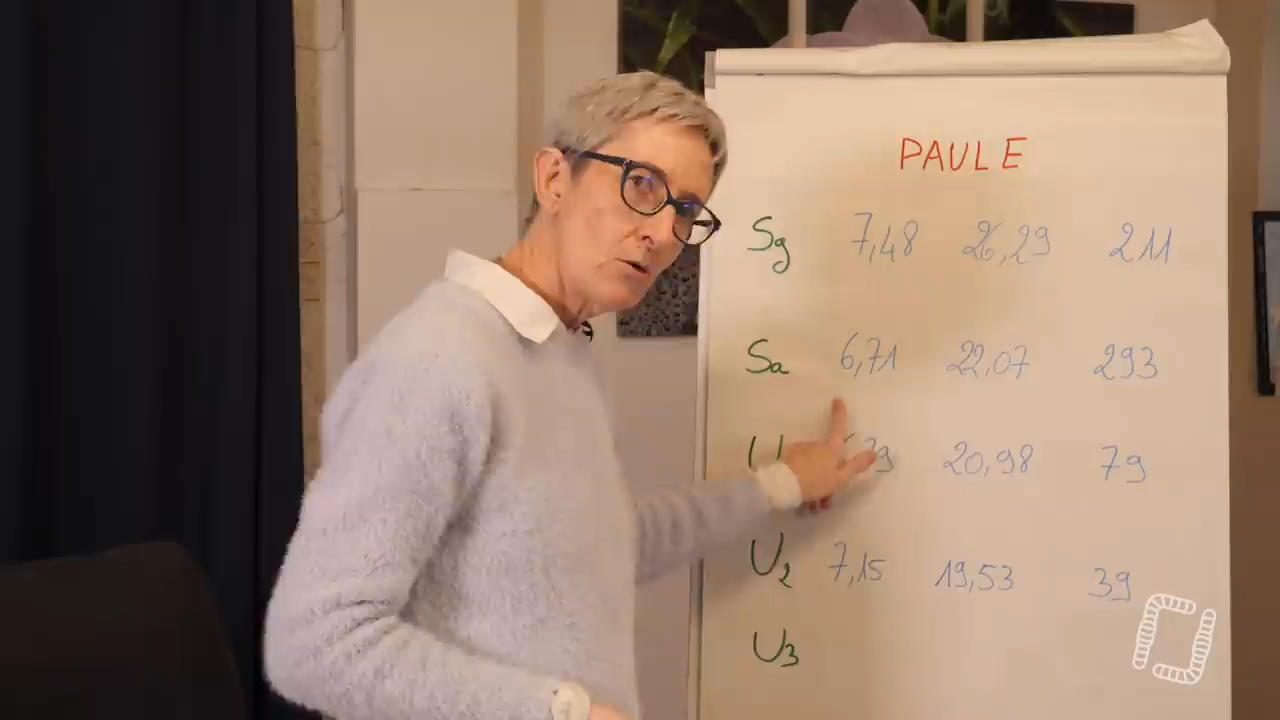 PAULE
Sg 7,48 26,29 211
Sa 6,71 22,07 293
20,98 79
U2 7,15 19,53 39
U3